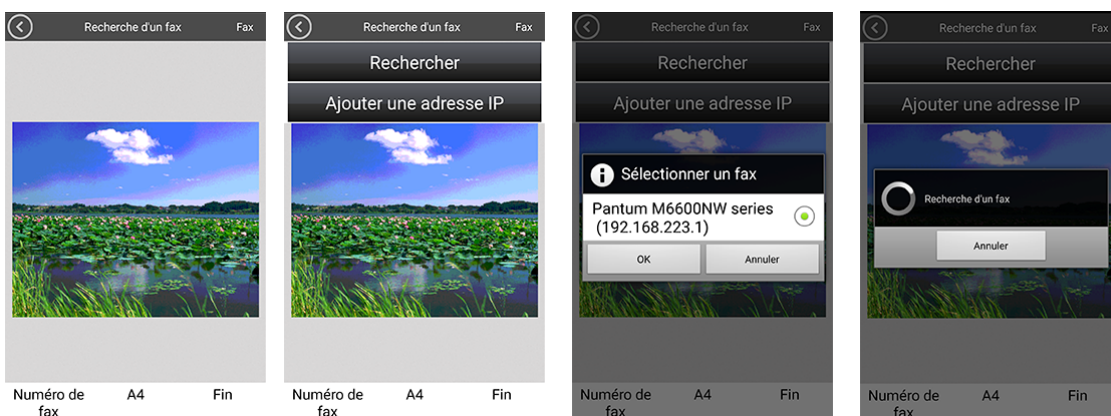 Recherche d'un fax Fax
Numéro de fax A4 Fin
Recherche d'un fax Fax
Rechercher
Ajouter une adresse IP
Numéro de fax A4 Fin
Recherche d'un fax Fax
Rechercher
Ajouter une adresse IP
Sélectionner un fax
Pantum M6600NW series
(192.168.223.1)
OK Annuler
Numéro de fax A4 Fin
Recherche d'un fax Fax
Rechercher
Ajouter une adresse IP
Recherche d'un fax
Annuler
Numéro de fax A4 Fin